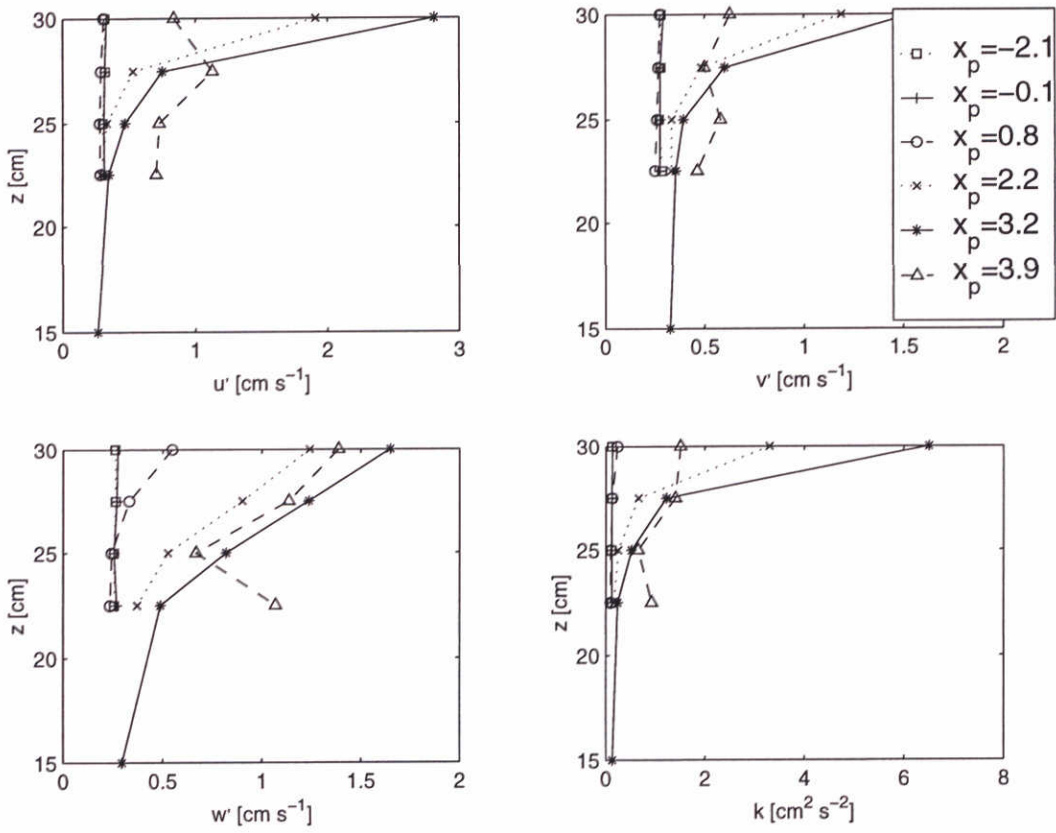 30
25
20
15
z [cm]
0
1
2
3
u' [cm s⁻¹]
30
25
20
15
z [cm]
0
0.5
1
1.5
2
v' [cm s⁻¹]
x_p=−2.1
x_p=−0.1
x_p=0.8
x_p=2.2
x_p=3.2
x_p=3.9
30
25
20
15
z [cm]
0
0.5
1
1.5
2
w' [cm s⁻¹]
30
25
20
15
z [cm]
0
2
4
6
8
k [cm² s⁻²]